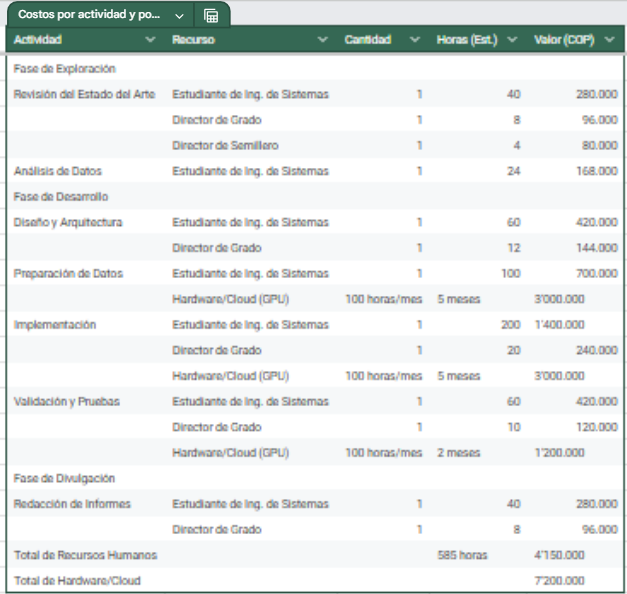 Costos por actividad y po...
Actividad Recurso Cantidad Horas (Est.) Valor (COP)
Fase de Exploración
Revisión del Estado del Arte Estudiante de Ing. de Sistemas 1 40 280.000
Director de Grado 1 8 96.000
Director de Semillero 1 4 80.000
Análisis de Datos Estudiante de Ing. de Sistemas 1 24 168.000
Fase de Desarrollo
Diseño y Arquitectura Estudiante de Ing. de Sistemas 1 60 420.000
Director de Grado 1 12 144.000
Preparación de Datos Estudiante de Ing. de Sistemas 1 100 700.000
Hardware/Cloud (GPU) 100 horas/mes 5 meses 3'000.000
Implementación Estudiante de Ing. de Sistemas 1 200 1'400.000
Director de Grado 1 20 240.000
Hardware/Cloud (GPU) 100 horas/mes 5 meses 3'000.000
Validación y Pruebas Estudiante de Ing. de Sistemas 1 60 420.000
Director de Grado 1 10 120.000
Hardware/Cloud (GPU) 100 horas/mes 2 meses 1'200.000
Fase de Divulgación
Redacción de Informes Estudiante de Ing. de Sistemas 1 40 280.000
Director de Grado 1 8 96.000
Total de Recursos Humanos 585 horas 4'150.000
Total de Hardware/Cloud 7'200.000